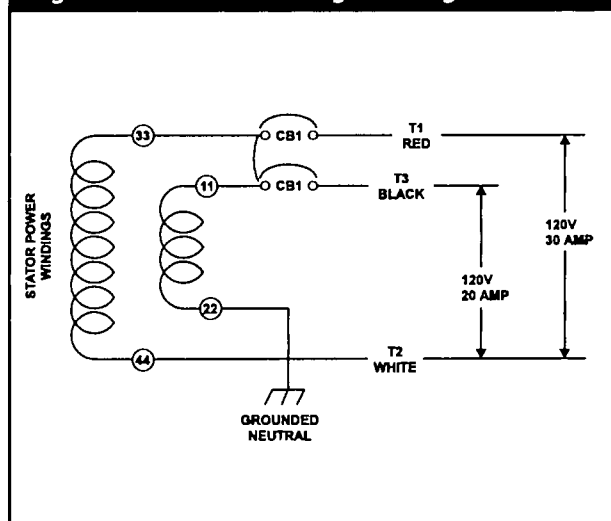 33
CB1
T1
RED
11
CB1
T3
BLACK
STATOR POWER
WINDINGS
120V
30 AMP
120V
20 AMP
22
44
T2
WHITE
GROUNDED
NEUTRAL